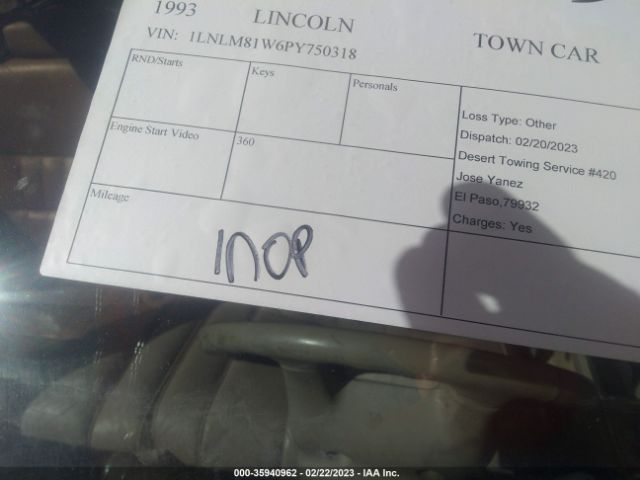 1993 LINCOLN TOWN CAR
VIN: 1LNLM81W6PY750318
RND/Starts
Keys
Personals
Engine Start Video
360
Mileage
INOP
Loss Type: Other
Dispatch: 02/20/2023
Desert Towing Service #420
Jose Yanez
El Paso,79932
Charges: Yes
000-35940962 - 02/22/2023 - IAA Inc.